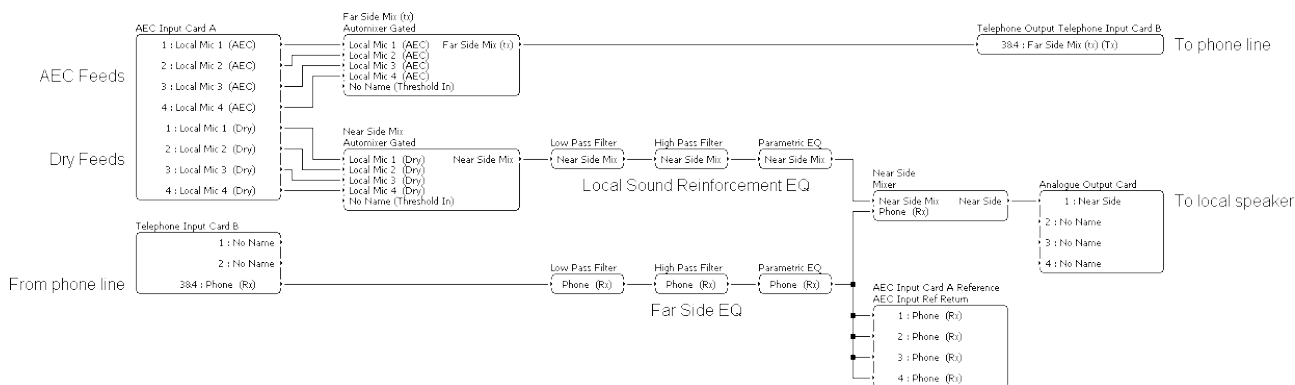 Far Side Mix (tx)
AEC Input Card A
Automixer Gated
Telephone Output Telephone Input Card B
1 : Local Mic 1 (AEC)
Local Mic 1 (AEC)
Far Side Mix (tx)
3&4 : Far Side Mix (tx) (Tx)
To phone line
AEC Feeds
2 : Local Mic 2 (AEC)
Local Mic 2 (AEC)
3 : Local Mic 3 (AEC)
Local Mic 3 (AEC)
4 : Local Mic 4 (AEC)
Local Mic 4 (AEC)
No Name (Threshold In)
Dry Feeds
1 : Local Mic 1 (Dry)
2 : Local Mic 2 (Dry)
3 : Local Mic 3 (Dry)
4 : Local Mic 4 (Dry)
Near Side Mix
Automixer Gated
Local Mic 1 (Dry)
Near Side Mix
Local Mic 2 (Dry)
Local Mic 3 (Dry)
Local Mic 4 (Dry)
No Name (Threshold In)
Low Pass Filter
Near Side Mix
High Pass Filter
Near Side Mix
Parametric EQ
Near Side Mix
Local Sound Reinforcement EQ
Near Side
Mixer
Near Side Mix
Near Side
Phone (Rx)
Analogue Output Card
1 : Near Side
2 : No Name
3 : No Name
4 : No Name
To local speaker
Telephone Input Card B
1 : No Name
2 : No Name
3&4 : Phone (Rx)
From phone line
Low Pass Filter
Phone (Rx)
High Pass Filter
Phone (Rx)
Parametric EQ
Phone (Rx)
Far Side EQ
AEC Input Card A Reference
AEC Input Ref Return
1 : Phone (Rx)
2 : Phone (Rx)
3 : Phone (Rx)
4 : Phone (Rx)